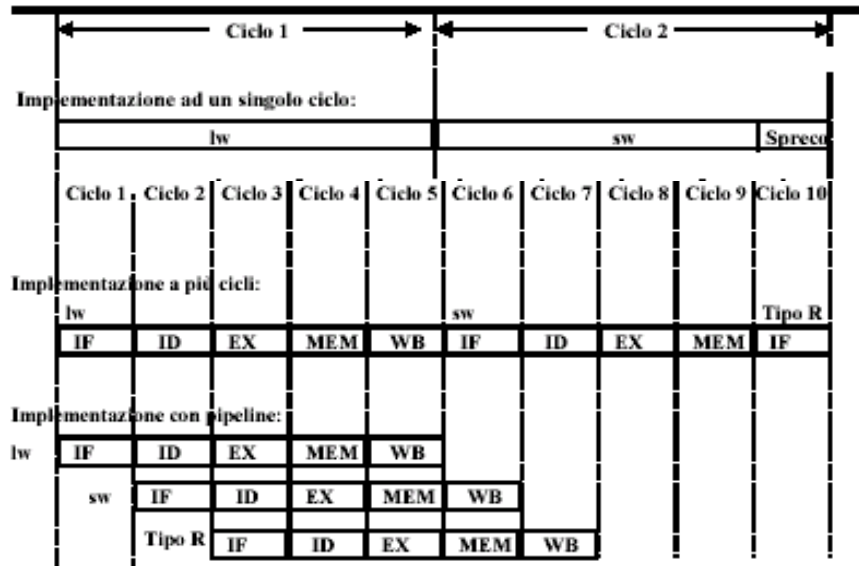 Ciclo 1 Ciclo 2
Implementazione ad un singolo ciclo:
lw sw Spreco
Ciclo 1 Ciclo 2 Ciclo 3 Ciclo 4 Ciclo 5 Ciclo 6 Ciclo 7 Ciclo 8 Ciclo 9 Ciclo 10
Implementazione a più cicli:
lw sw Tipo R
IF ID EX MEM WB IF ID EX MEM IF
Implementazione con pipeline:
lw IF ID EX MEM WB
sw IF ID EX MEM WB
Tipo R IF ID EX MEM WB